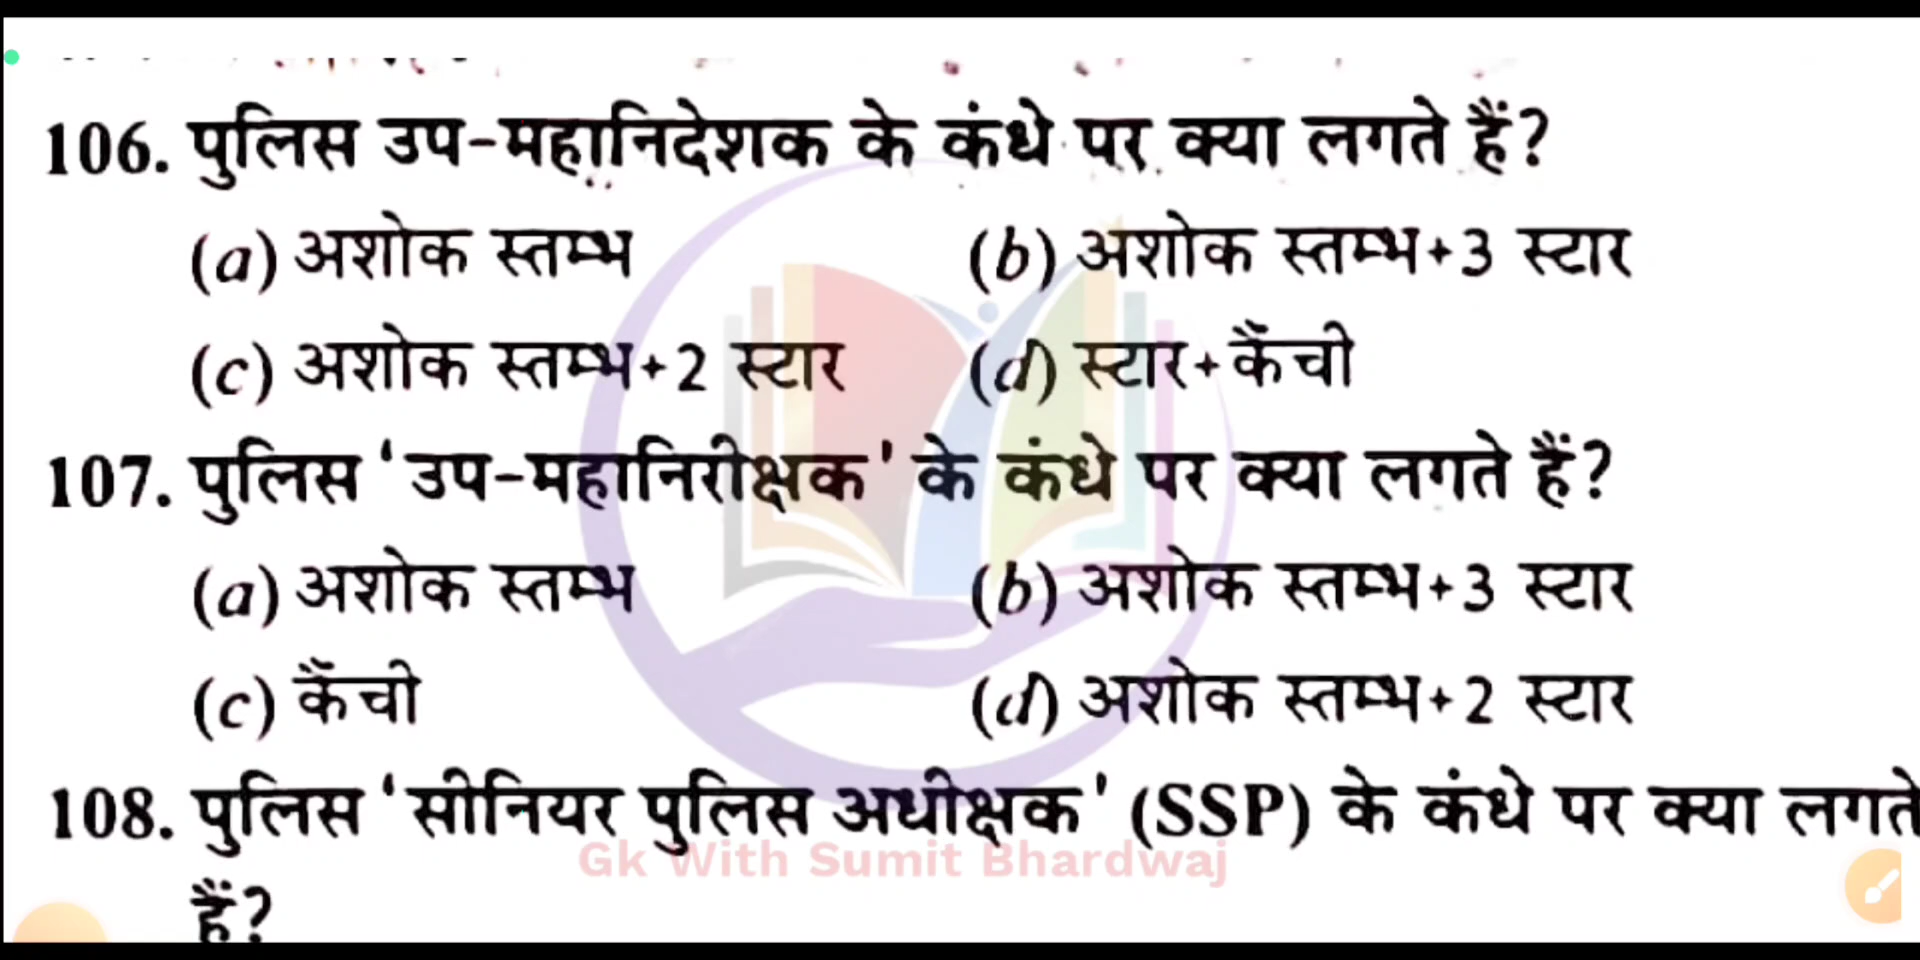 106. पुलिस उप-महानिदेशक के कंधे पर क्या लगते हैं?
(a) अशोक स्तम्भ (b) अशोक स्तम्भ+3 स्टार
(c) अशोक स्तम्भ+2 स्टार (d) स्टार+कैंची
107. पुलिस ‘उप-महानिरीक्षक’ के कंधे पर क्या लगते हैं?
(a) अशोक स्तम्भ (b) अशोक स्तम्भ+3 स्टार
(c) कैंची (d) अशोक स्तम्भ+2 स्टार
108. पुलिस ‘सीनियर पुलिस अधीक्षक’ (SSP) के कंधे पर क्या लगते
Gk With Sumit Bhardwaj
हैं?